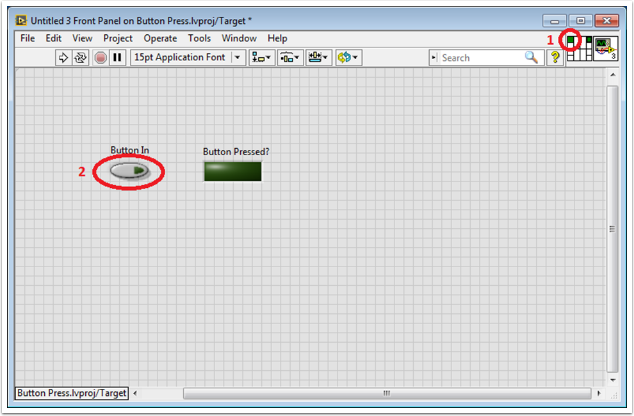 Untitled 3 Front Panel on Button Press.lvproj/Target *
File Edit View Project Operate Tools Window Help
1
15pt Application Font
Search
?
3
Button In
Button Pressed?
2
Button Press.lvproj/Target